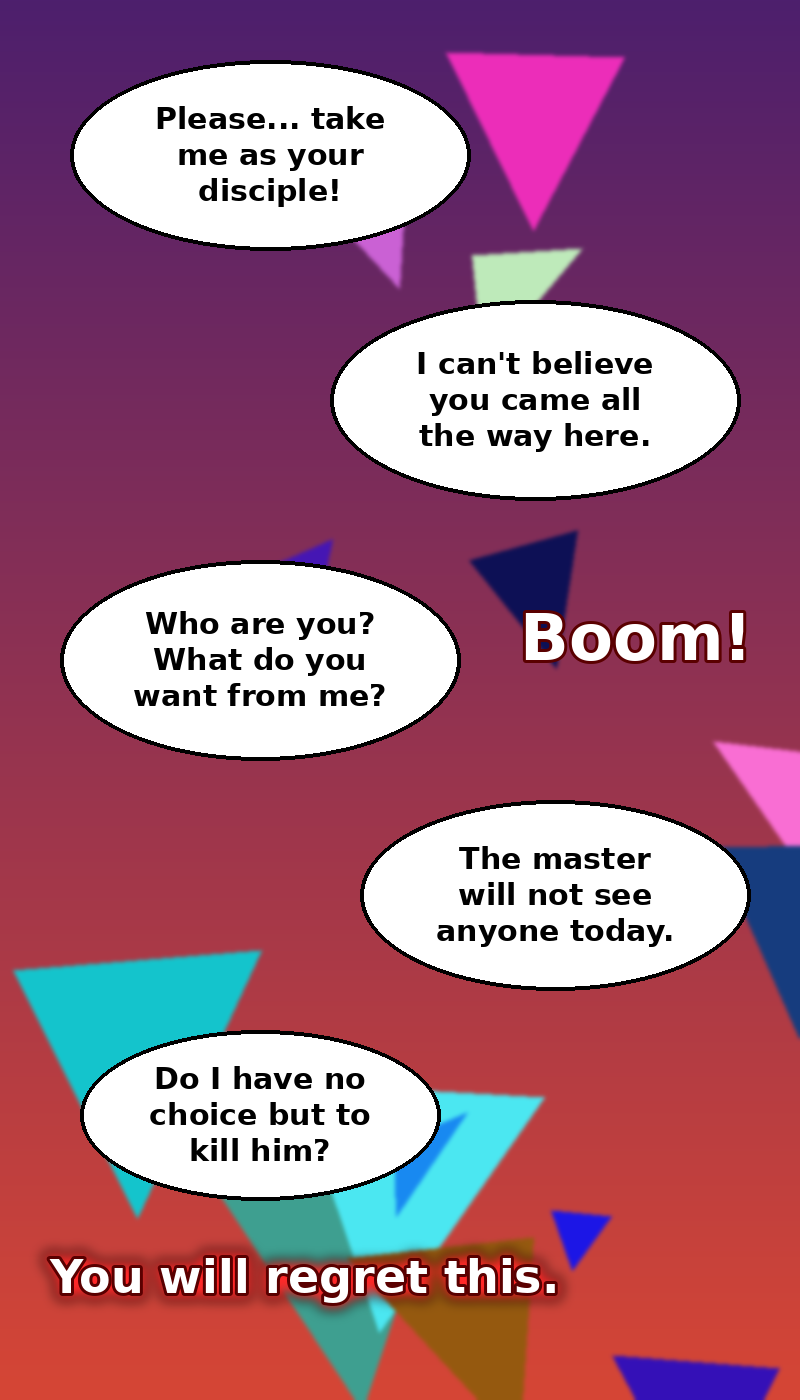 Please... take
me as your
disciple!
I can't believe
you came all
the way here.
Who are you?
What do you
want from me?
Boom!
The master
will not see
anyone today.
Do I have no
choice but to
kill him?
You will regret this.